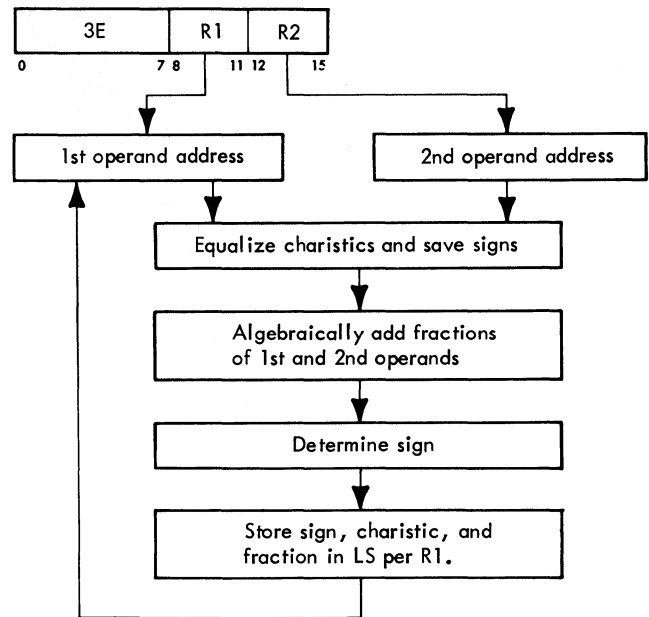 3E R1 R2
0 7 8 11 12 15
1st operand address 2nd operand address
Equalize charistics and save signs
Algebraically add fractions
of 1st and 2nd operands
Determine sign
Store sign, charistic, and
fraction in LS per R1.